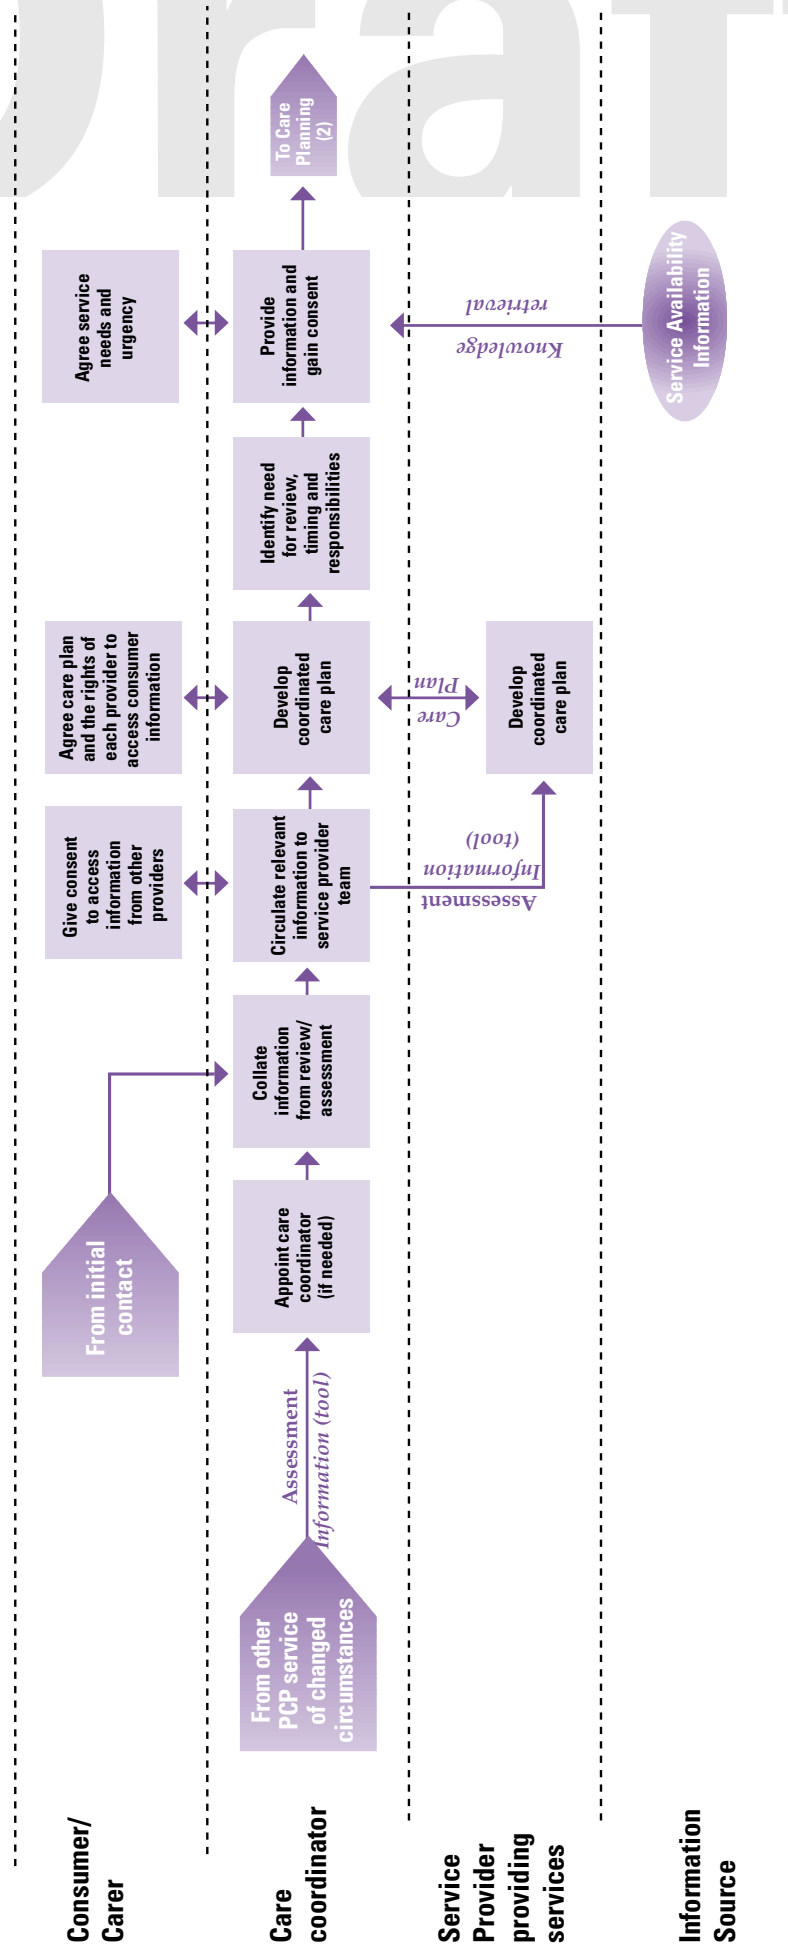 Draft
Consumer/
Carer
From initial
contact
Give consent
to access
information
from other
providers
Agree care plan
and the rights of
each provider to
access consumer
information
Agree service
needs and
urgency
Care
coordinator
From other
PCP service
of changed
circumstances
Assessment
Information (tool)
Appoint care
coordinator
(if needed)
Collate
information
from review/
assessment
Circulate relevant
information to
service provider
team
Develop
coordinated
care plan
Identify need
for review,
timing and
responsibilities
Provide
information and
gain consent
To Care
Planning
(2)
Service
Provider
providing
services
Assessment
Information
(tool)
Care
Plan
Develop
coordinated
care plan
Knowledge
retrieval
Information
Source
Service Availability
Information